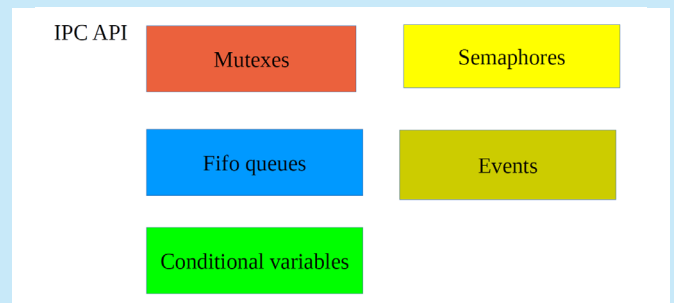 IPC API
Mutexes
Semaphores
Fifo queues
Events
Conditional variables